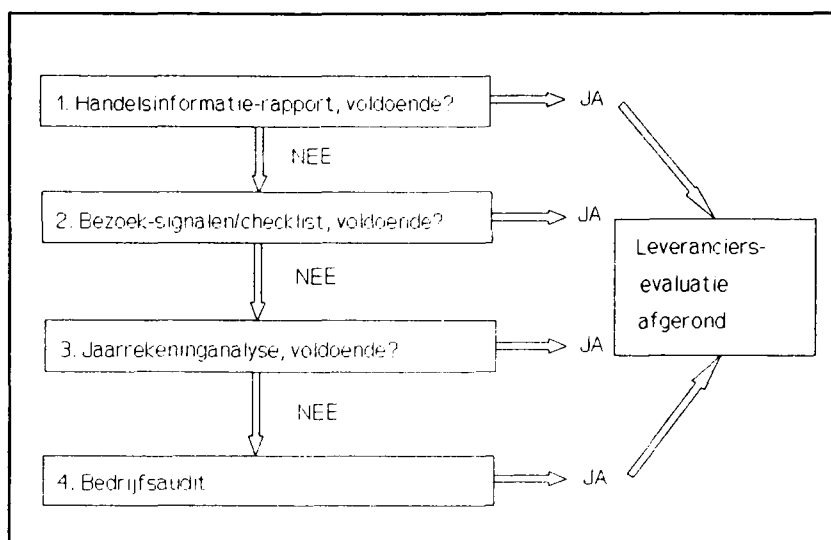 1. Handelsinformatie-rapport, voldoende?
JA
NEE
2. Bezoek-signalen/checklist, voldoende?
JA
Leveranciers-
evaluatie
afgerond
NEE
3. Jaarrekeninganalyse, voldoende?
JA
NEE
4. Bedrijfsaudit
JA